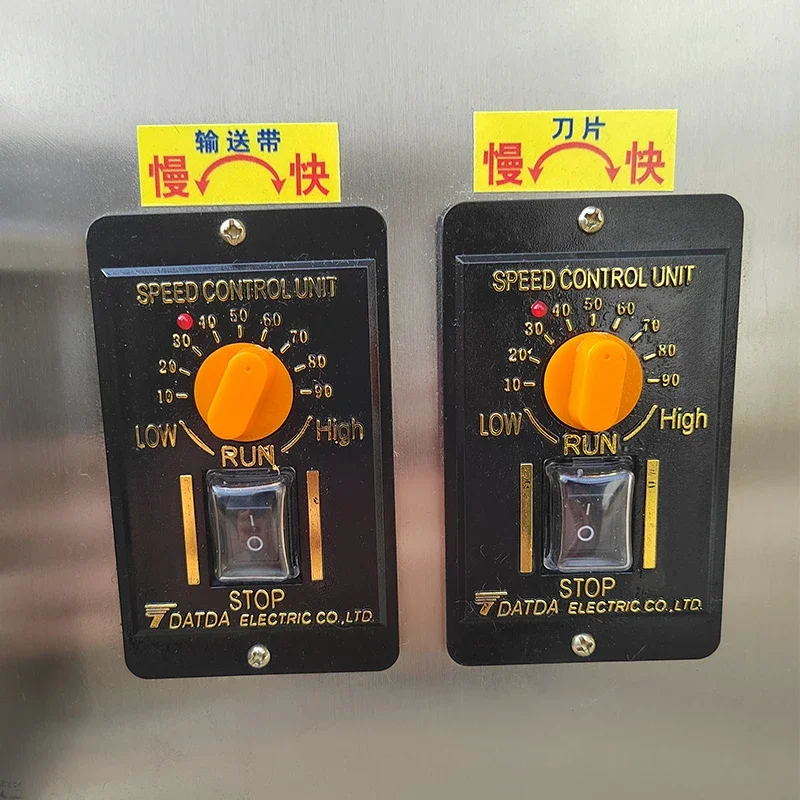 输送带
慢 快
SPEED CONTROL UNIT
10 20 30 40 50 60 70 80 90
LOW High
RUN
I
O
STOP
DATDA ELECTRIC CO.,LTD.
刀片
慢 快
SPEED CONTROL UNIT
10 20 30 40 50 60 70 80 90
LOW High
RUN
I
O
STOP
DATDA ELECTRIC CO.,LTD.